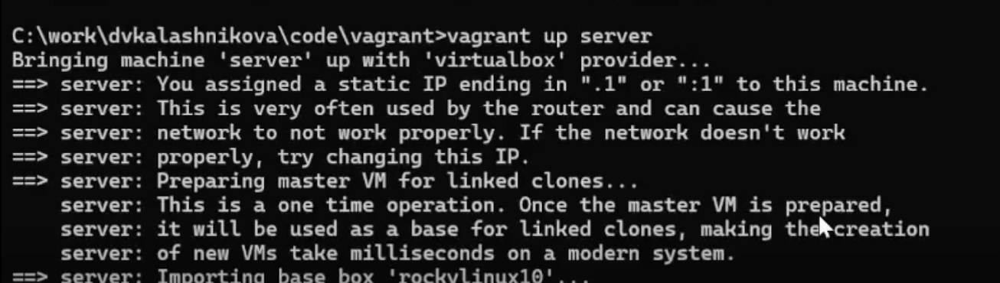 C:\work\dvkalashnikova\code\vagrant>vagrant up server
Bringing machine 'server' up with 'virtualbox' provider...
==> server: You assigned a static IP ending in ".1" or ":1" to this machine.
==> server: This is very often used by the router and can cause the
==> server: network to not work properly. If the network doesn't work
==> server: properly, try changing this IP.
==> server: Preparing master VM for linked clones...
    server: This is a one time operation. Once the master VM is prepared,
    server: it will be used as a base for linked clones, making the creation
    server: of new VMs take milliseconds on a modern system.
==> server: Importing base box 'rockylinux10'...